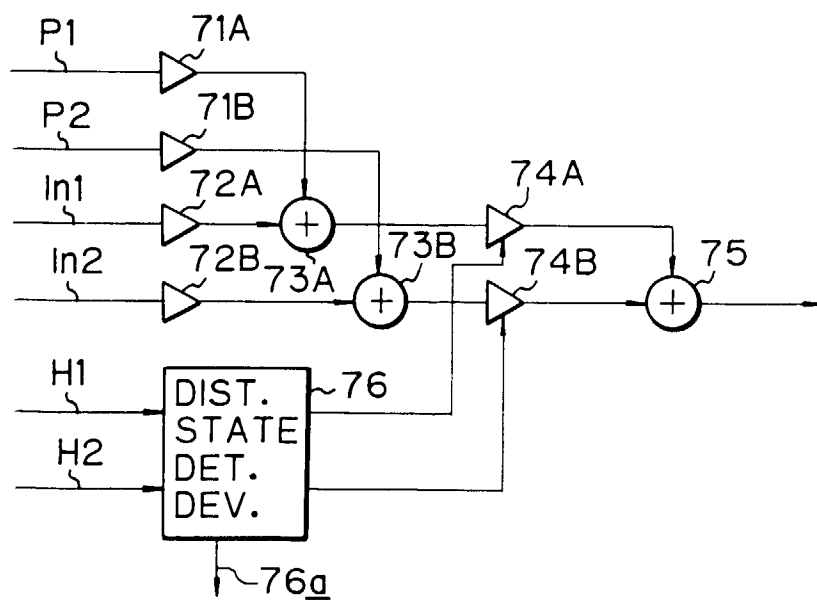 P1
71A
P2
71B
In1
72A
73A
74A
In2
72B
73B
74B
75
H1
76
DIST.
STATE
DET.
DEV.
H2
76a